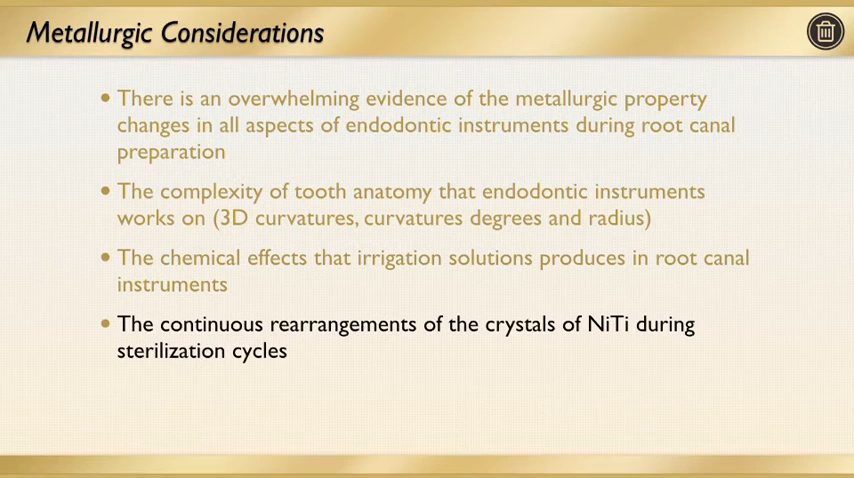 Metallurgic Considerations
• There is an overwhelming evidence of the metallurgic property
changes in all aspects of endodontic instruments during root canal
preparation
• The complexity of tooth anatomy that endodontic instruments
works on (3D curvatures, curvatures degrees and radius)
• The chemical effects that irrigation solutions produces in root canal
instruments
• The continuous rearrangements of the crystals of NiTi during
sterilization cycles